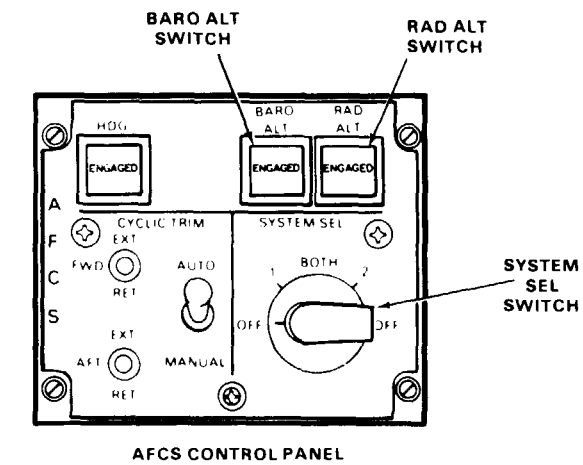 BARO ALT
SWITCH
RAD ALT
SWITCH
HDG
BARO
ALT
RAD
ALT
ENGAGED
ENGAGED
ENGAGED
AFCS
CYCLIC TRIM
SYSTEM SEL
EXT
FWD
RET
AUTO
MANUAL
EXT
AFT
RET
1
BOTH
2
OFF
OFF
SYSTEM
SEL
SWITCH
AFCS CONTROL PANEL